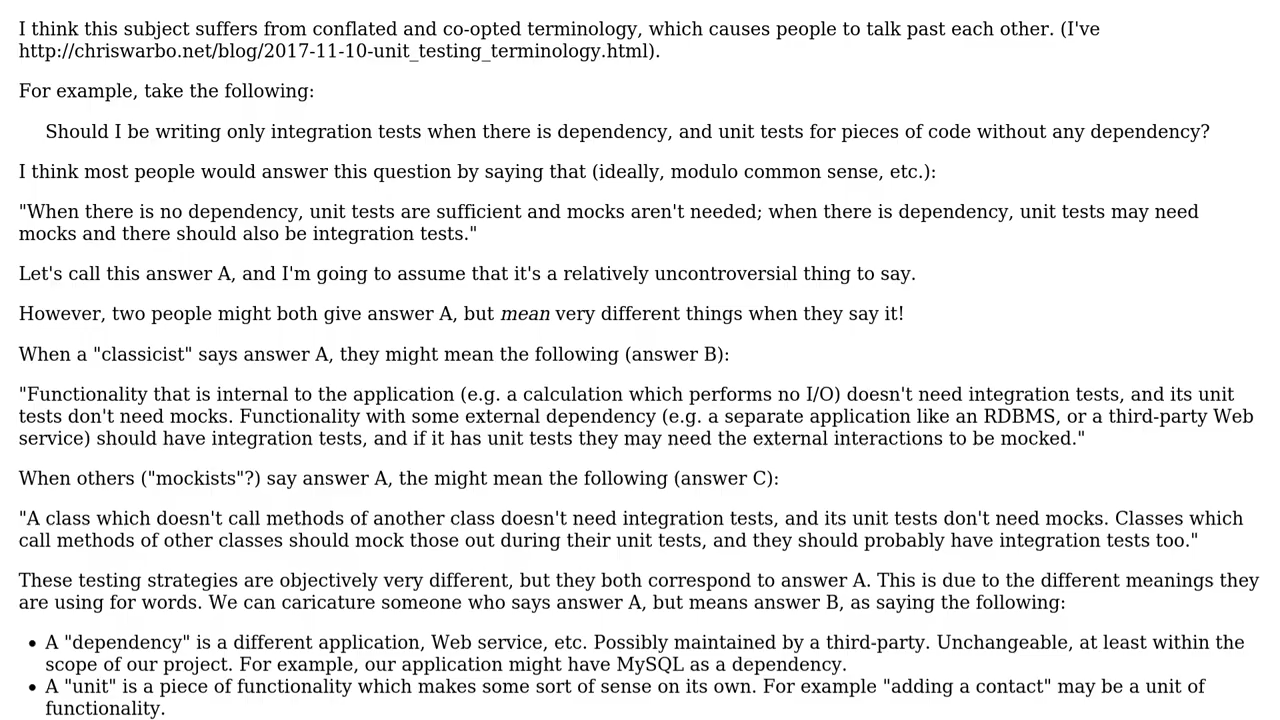 I think this subject suffers from conflated and co-opted terminology, which causes people to talk past each other. (I've
http://chriswarbo.net/blog/2017-11-10-unit_testing_terminology.html).
For example, take the following:
Should I be writing only integration tests when there is dependency, and unit tests for pieces of code without any dependency?
I think most people would answer this question by saying that (ideally, modulo common sense, etc.):
"When there is no dependency, unit tests are sufficient and mocks aren't needed; when there is dependency, unit tests may need
mocks and there should also be integration tests."
Let's call this answer A, and I'm going to assume that it's a relatively uncontroversial thing to say.
However, two people might both give answer A, but mean very different things when they say it!
When a "classicist" says answer A, they might mean the following (answer B):
"Functionality that is internal to the application (e.g. a calculation which performs no I/O) doesn't need integration tests, and its unit
tests don't need mocks. Functionality with some external dependency (e.g. a separate application like an RDBMS, or a third-party Web
service) should have integration tests, and if it has unit tests they may need the external interactions to be mocked."
When others ("mockists"?) say answer A, the might mean the following (answer C):
"A class which doesn't call methods of another class doesn't need integration tests, and its unit tests don't need mocks. Classes which
call methods of other classes should mock those out during their unit tests, and they should probably have integration tests too."
These testing strategies are objectively very different, but they both correspond to answer A. This is due to the different meanings they
are using for words. We can caricature someone who says answer A, but means answer B, as saying the following:
• A "dependency" is a different application, Web service, etc. Possibly maintained by a third-party. Unchangeable, at least within the
scope of our project. For example, our application might have MySQL as a dependency.
• A "unit" is a piece of functionality which makes some sort of sense on its own. For example "adding a contact" may be a unit of
functionality.